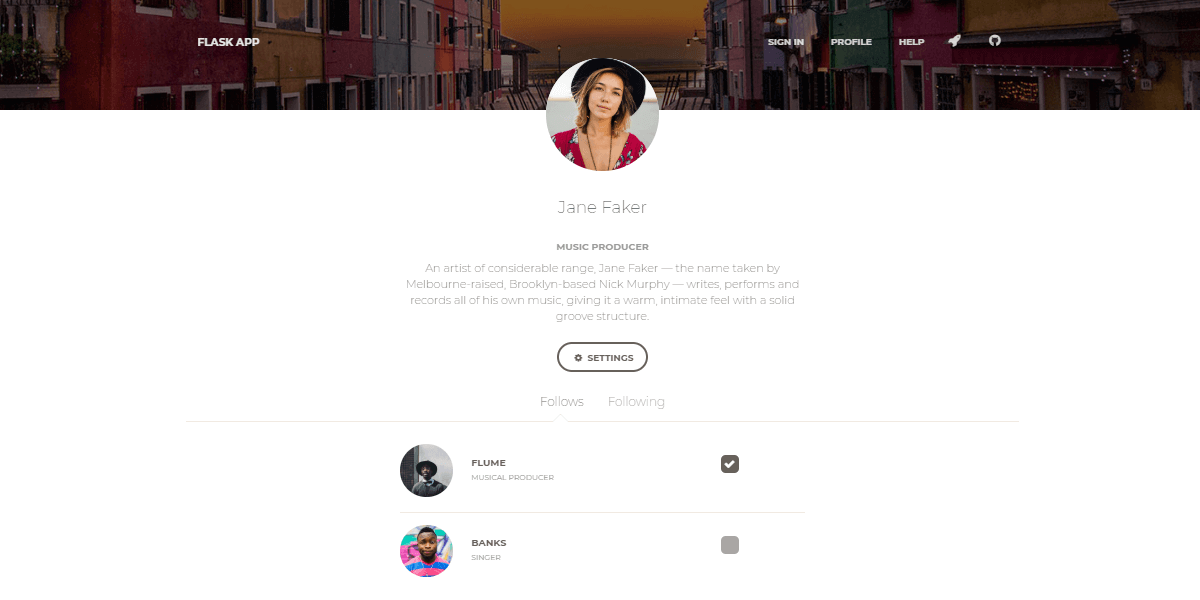 FLASK APP
SIGN IN PROFILE HELP
Jane Faker
MUSIC PRODUCER
An artist of considerable range, Jane Faker — the name taken by
Melbourne-raised, Brooklyn-based Nick Murphy — writes, performs and
records all of his own music, giving it a warm, intimate feel with a solid
groove structure.
SETTINGS
Follows Following
FLUME
MUSICAL PRODUCER
BANKS
SINGER